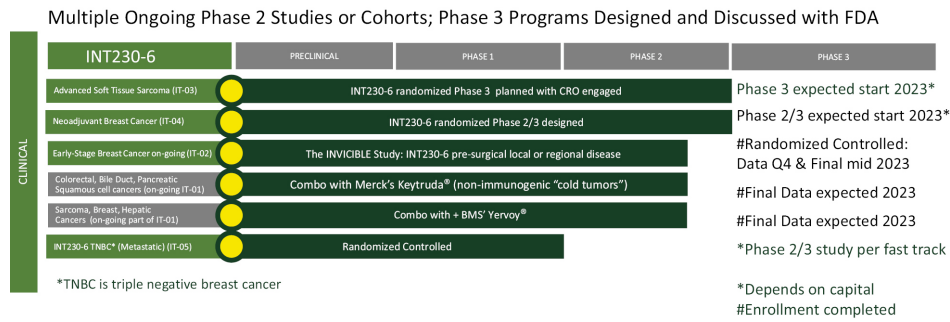 Multiple Ongoing Phase 2 Studies or Cohorts; Phase 3 Programs Designed and Discussed with FDA
CLINICAL
INT230-6
PRECLINICAL
PHASE 1
PHASE 2
PHASE 3
Advanced Soft Tissue Sarcoma (IT-03)
INT230-6 randomized Phase 3 planned with CRO engaged
Phase 3 expected start 2023*
Neoadjuvant Breast Cancer (IT-04)
INT230-6 randomized Phase 2/3 designed
Phase 2/3 expected start 2023*
Early-Stage Breast Cancer on-going (IT-02)
The INVICIBLE Study: INT230-6 pre-surgical local or regional disease
#Randomized Controlled:
Data Q4 & Final mid 2023
Colorectal, Bile Duct, Pancreatic
Squamous cell cancers (on-going IT-01)
Combo with Merck's Keytruda® (non-immunogenic “cold tumors”)
#Final Data expected 2023
Sarcoma, Breast, Hepatic
Cancers (on-going part of IT-01)
Combo with + BMS’ Yervoy®
#Final Data expected 2023
INT230-6 TNBC* (Metastatic) (IT-05)
Randomized Controlled
*Phase 2/3 study per fast track
*TNBC is triple negative breast cancer
*Depends on capital
#Enrollment completed